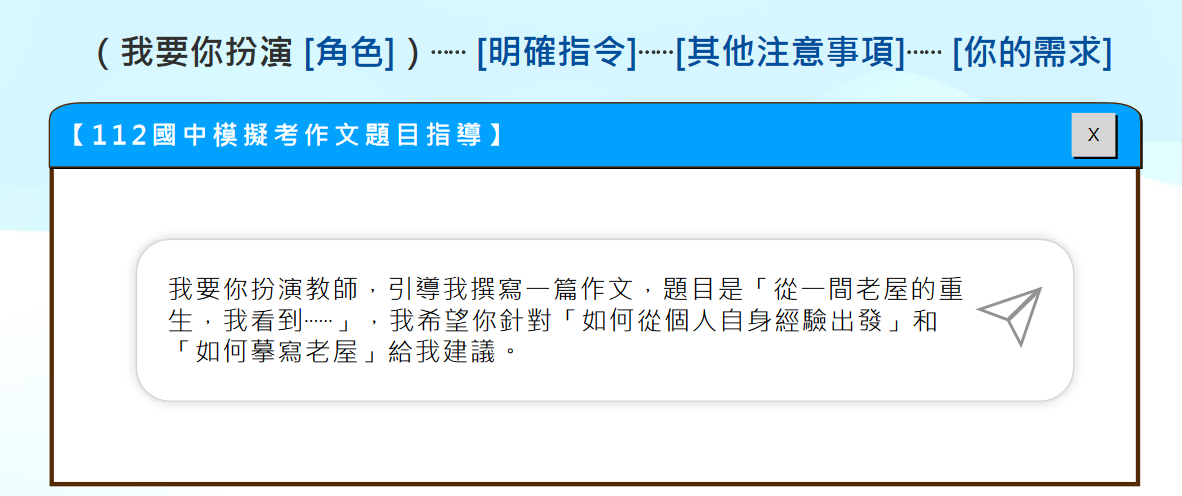 （我要你扮演 [角色]）⋯⋯ [明確指令]⋯⋯[其他注意事項]⋯⋯ [你的需求]
【112國中模擬考作文題目指導】
X
我要你扮演教師，引導我撰寫一篇作文，題目是「從一間老屋的重
生，我看到⋯⋯」，我希望你針對「如何從個人自身經驗出發」和
「如何摹寫老屋」給我建議。